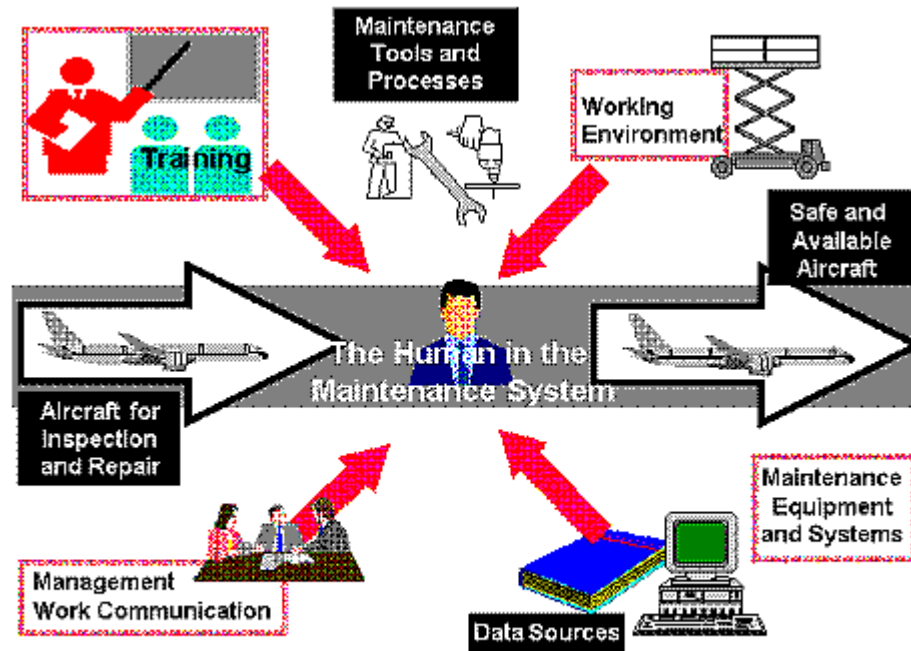 Maintenance
Tools and
Processes
Training
Working
Environment
Safe and
Available
Aircraft
The Human in the
Maintenance System
Aircraft for
Inspection
and Repair
Maintenance
Equipment
and Systems
Management
Work Communication
Data Sources